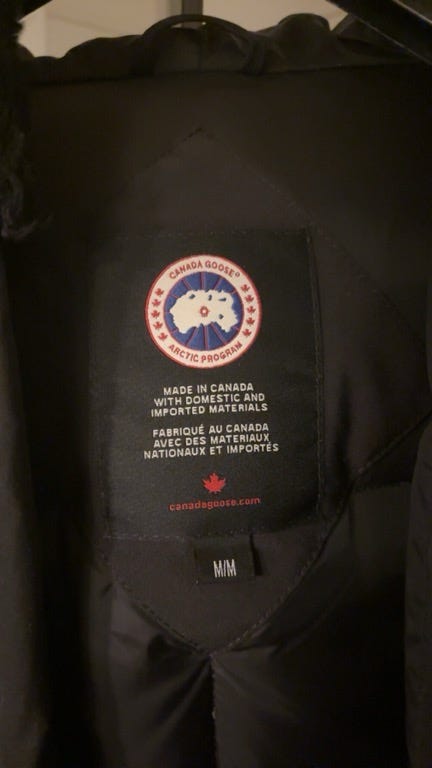 CANADA GOOSE®
ARCTIC PROGRAM
MADE IN CANADA
WITH DOMESTIC AND
IMPORTED MATERIALS
FABRIQUÉ AU CANADA
AVEC DES MATERIAUX
NATIONAUX ET IMPORTÉS
canadagoose.com
M/M